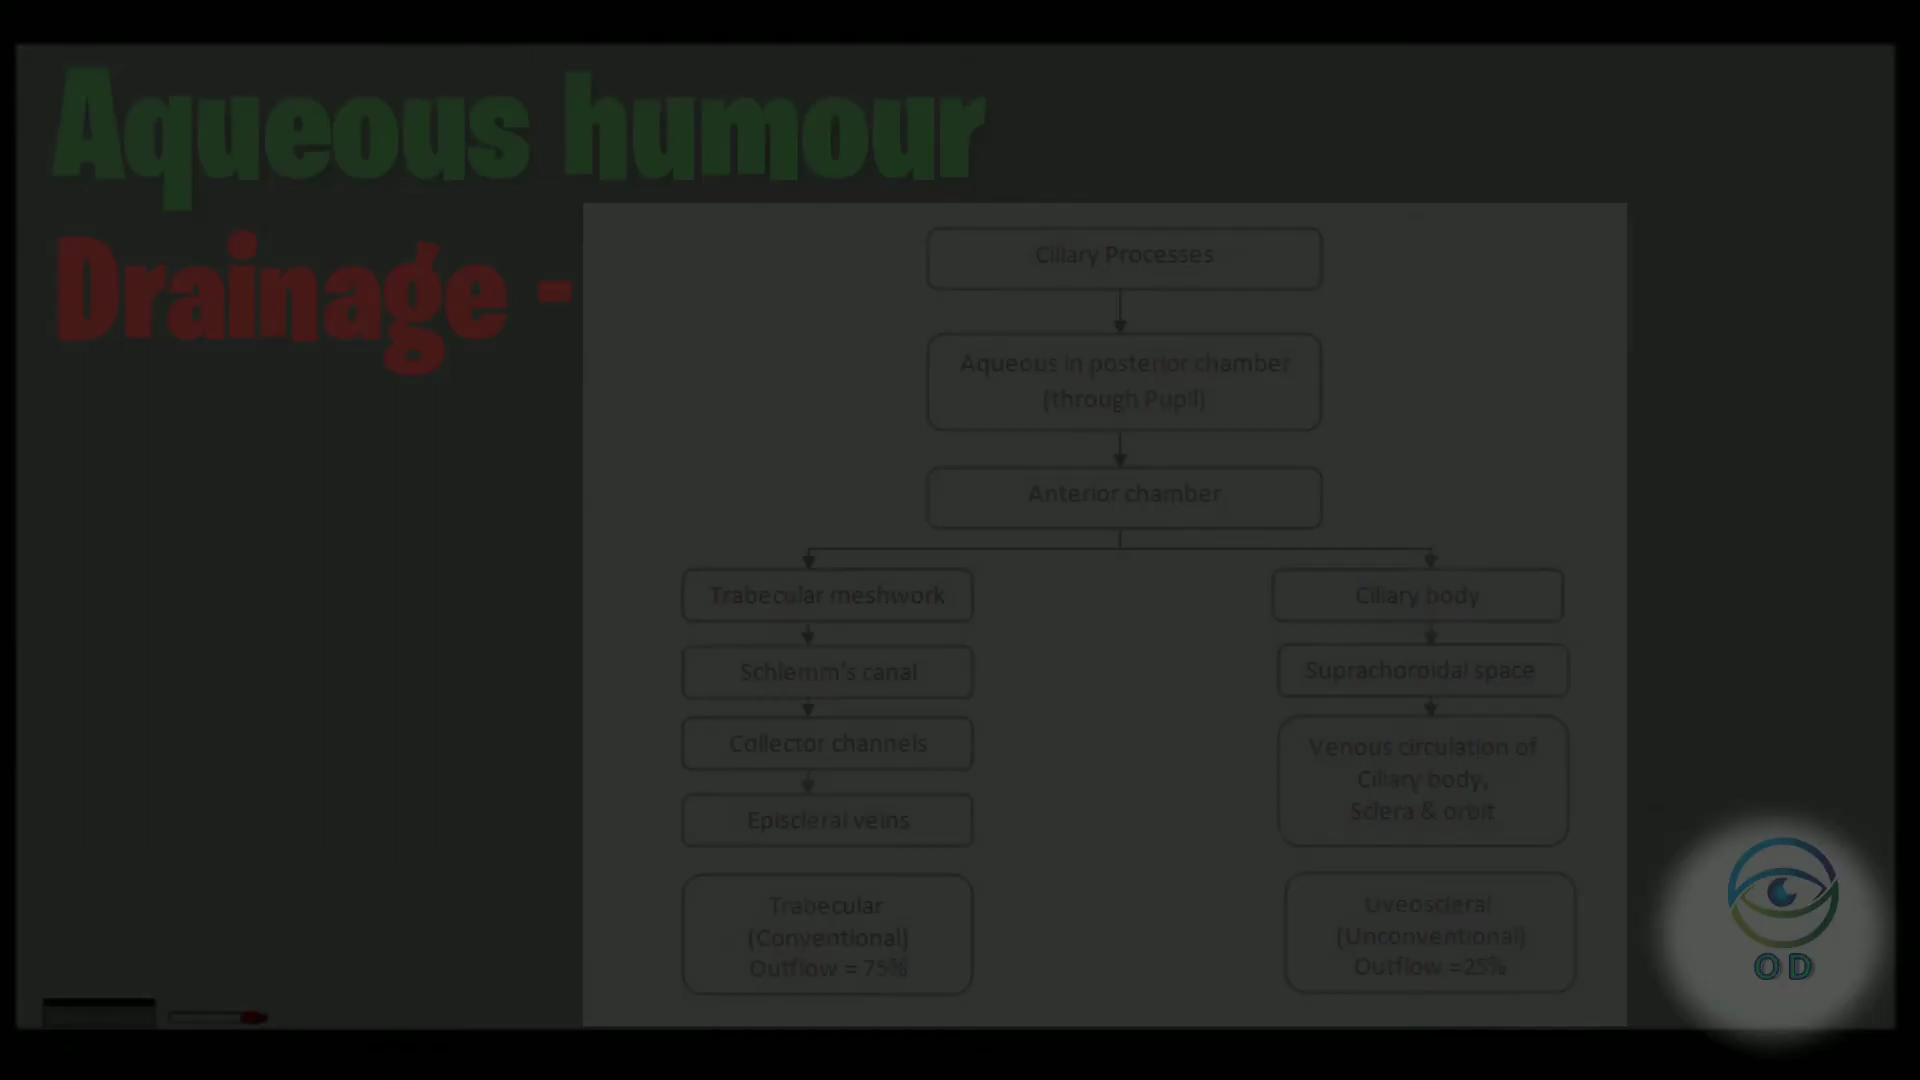 Aqueous humour
Drainage -
Ciliary Processes
Aqueous in posterior chamber
(through Pupil)
Anterior chamber
Trabecular meshwork
Schlemm's canal
Collector channels
Episcleral veins
Trabecular
(Conventional)
Outflow = 75%
Ciliary body
Suprachoroidal space
Venous circulation of
Ciliary body,
Sclera & orbit
Uveoscleral
(Unconventional)
Outflow =25%
OD